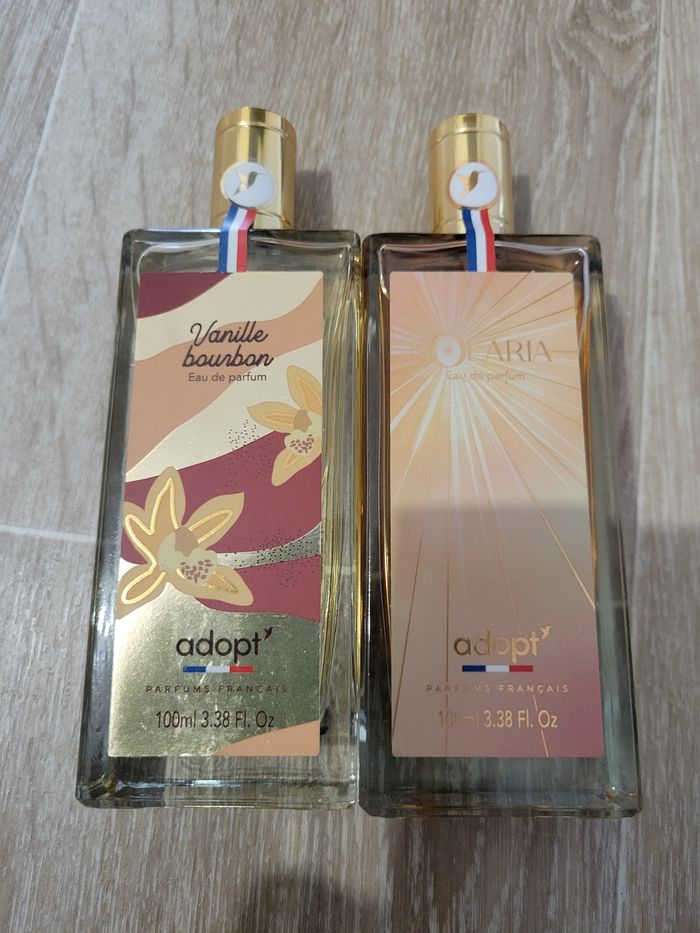 Vanille
bourbon
Eau de parfum
adopt'
PARFUMS FRANÇAIS
100ml 3.38 Fl. Oz
SOLARIA
Eau de parfum
adopt'
PARFUMS FRANÇAIS
100ml 3.38 Fl. Oz